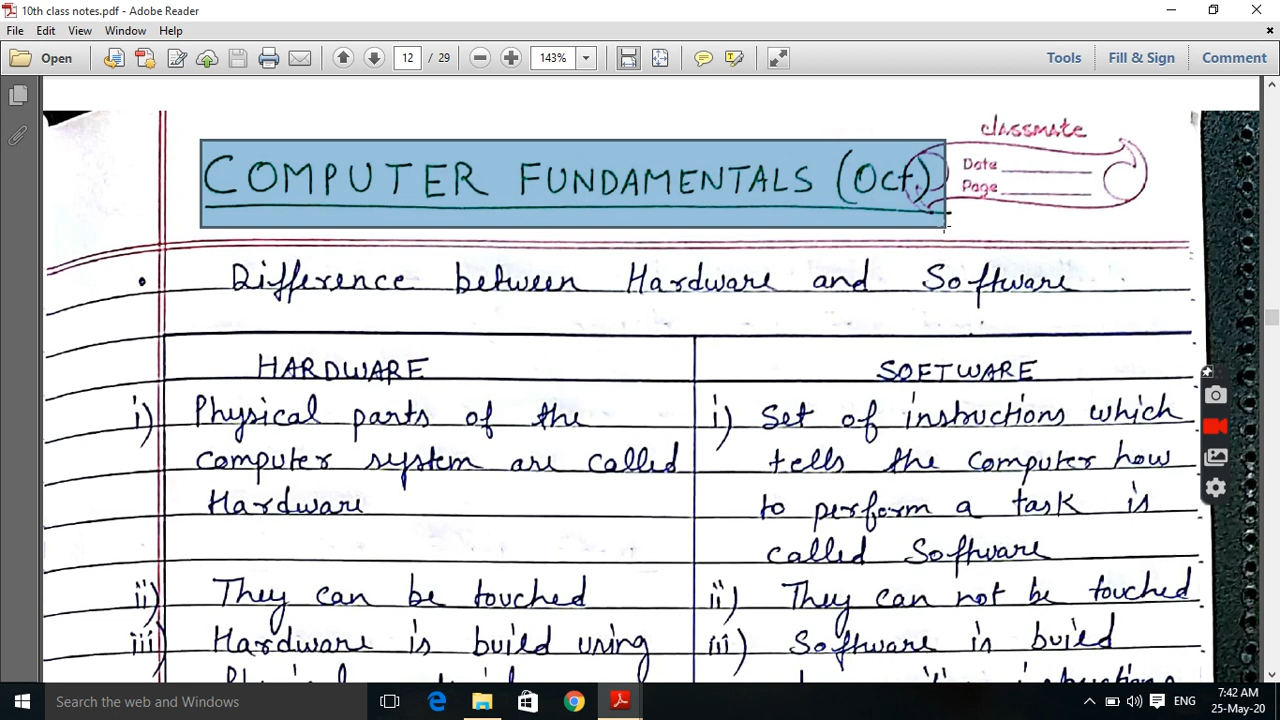 10th class notes.pdf - Adobe Reader
File Edit View Window Help
Open 12 / 29 143% Tools Fill & Sign Comment
classmate
Date
Page
COMPUTER FUNDAMENTALS (Oct)
• Difference between Hardware and Software
HARDWARE
i) Physical parts of the
computer system are called
Hardware
ii) They can be touched
iii) Hardware is build using
SOFTWARE
i) Set of instructions which
tells the computer how
to perform a task is
called Software
ii) They can not be touched
iii) Software is build
Search the web and Windows
ENG
7:42 AM
25-May-20